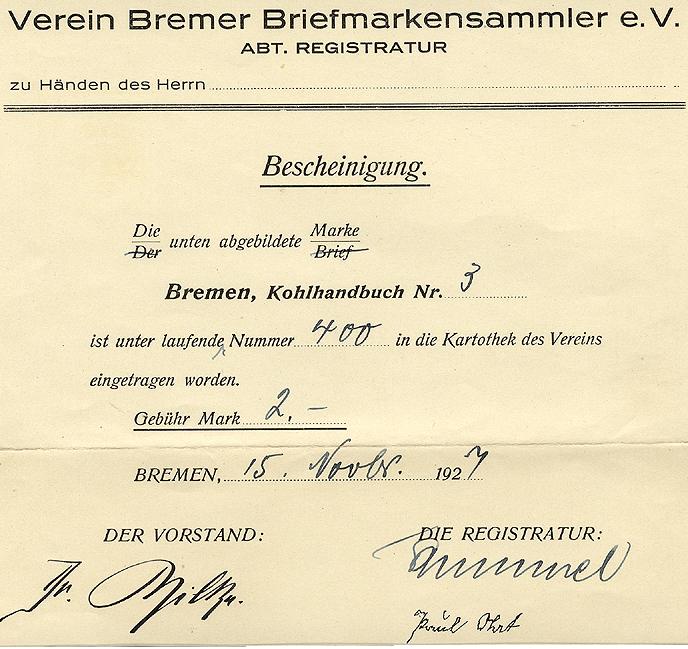 Verein Bremer Briefmarkensammler e.V.
ABT. REGISTRATUR
zu Händen des Herrn
Bescheinigung.
Die Marke
Der unten abgebildete Brief
Bremen, Kohlhandbuch Nr. 3
ist unter laufende Nummer 400 in die Kartothek des Vereins
eingetragen worden.
Gebühr Mark 2,–
BREMEN, 15. Novbr. 1927
DER VORSTAND: DIE REGISTRATUR:
Paul Ohrt